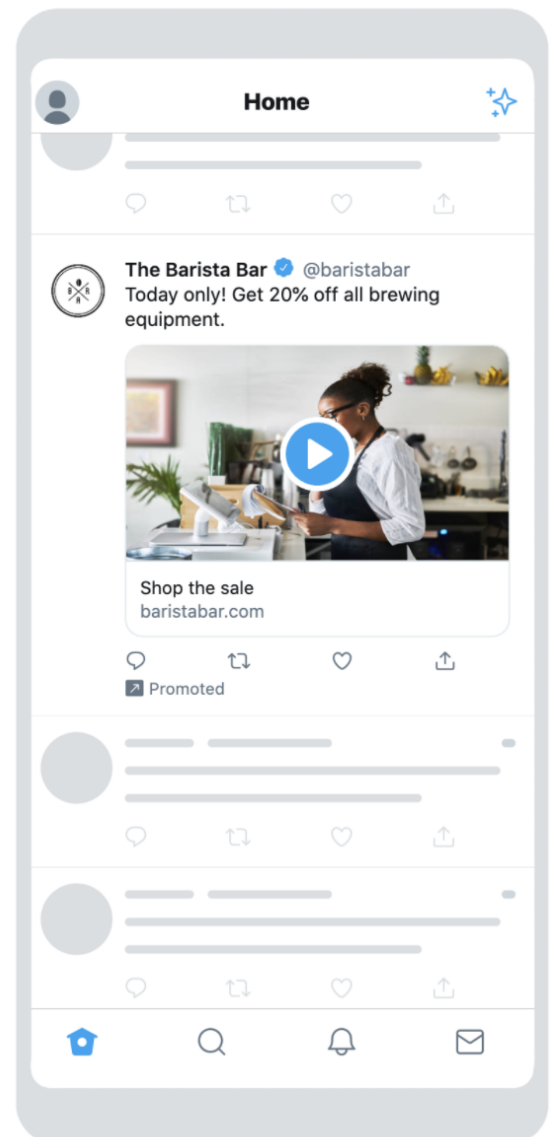 Home
The Barista Bar @baristabar
Today only! Get 20% off all brewing
equipment.
B A R
R
Shop the sale
baristabar.com
Promoted